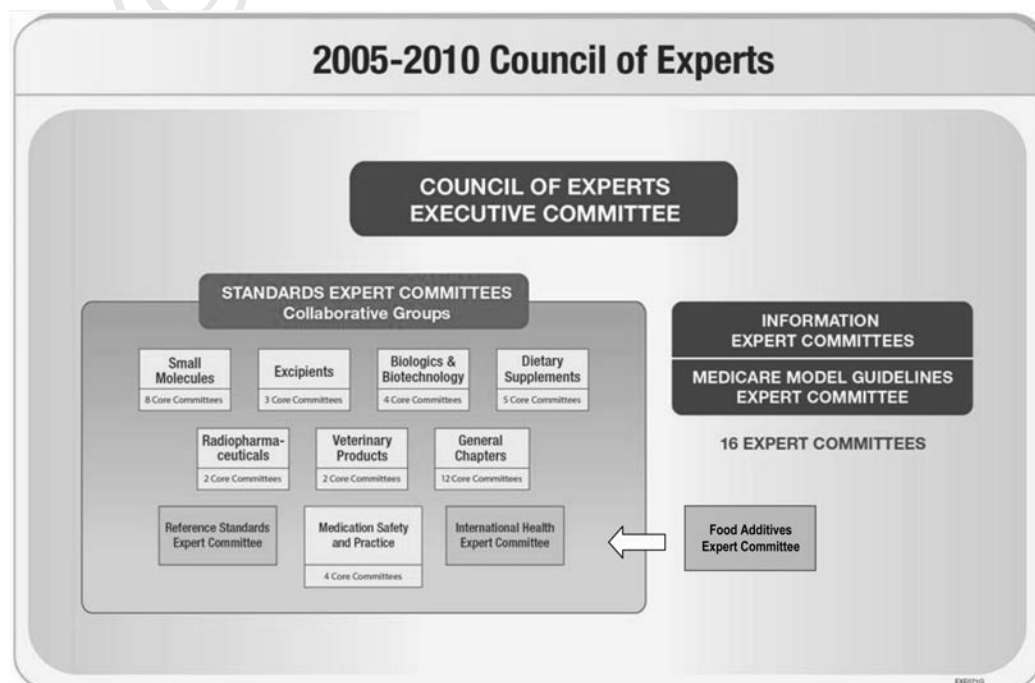 2005-2010 Council of Experts
COUNCIL OF EXPERTS
EXECUTIVE COMMITTEE
STANDARDS EXPERT COMMITTEES
Collaborative Groups
Small
Molecules
8 Core Committees
Excipients
3 Core Committees
Biologics &
Biotechnology
4 Core Committees
Dietary
Supplements
5 Core Committees
Radiopharma-
ceuticals
2 Core Committees
Veterinary
Products
2 Core Committees
General
Chapters
12 Core Committees
Reference Standards
Expert Committee
Medication Safety
and Practice
4 Core Committees
International Health
Expert Committee
INFORMATION
EXPERT COMMITTEES
MEDICARE MODEL GUIDELINES
EXPERT COMMITTEE
16 EXPERT COMMITTEES
Food Additives
Expert Committee